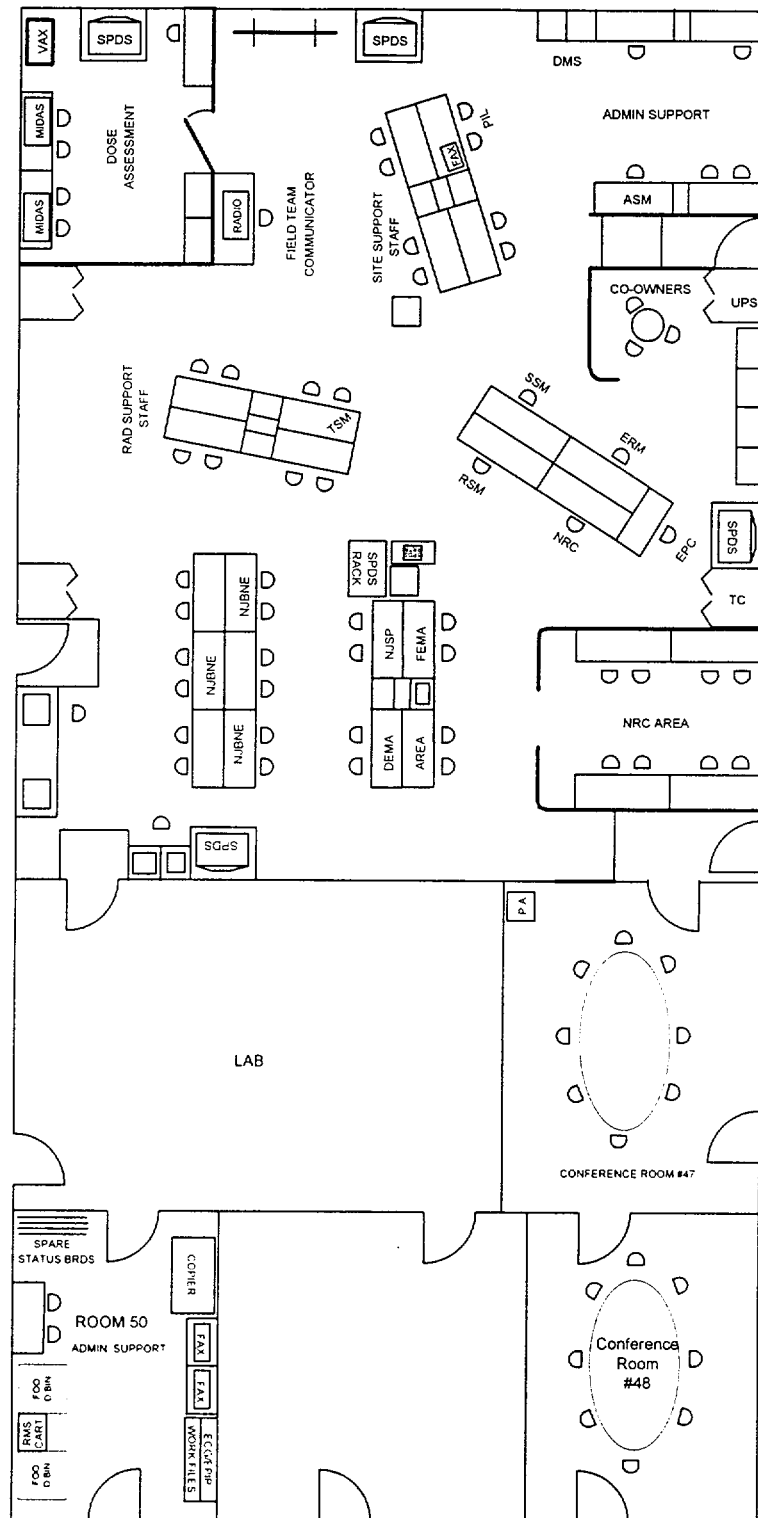 VAX
SPDS
SPDS
DMS
MIDAS
DOSE
ASSESSMENT
MIDAS
RADIO
FIELD TEAM
COMMUNICATOR
SITE SUPPORT
STAFF
FAX
PIL
ADMIN SUPPORT
ASM
CO-OWNERS
UPS
RAD SUPPORT
STAFF
TSM
SSM
ERM
RSM
NRC
EPC
SPDS
TC
SPDS
RACK
NJBNE
NJBNE
NJBNE
NJSP
FEMA
DEMA
AREA
NRC AREA
SPDS
PA
LAB
CONFERENCE ROOM #47
SPARE
STATUS BRDS
COPIER
ROOM 50
ADMIN SUPPORT
FAX
FAX
FOO
D BIN
RMS
CART
FOO
D BIN
ECG/EPIP
WORK FILES
Conference
Room
#48